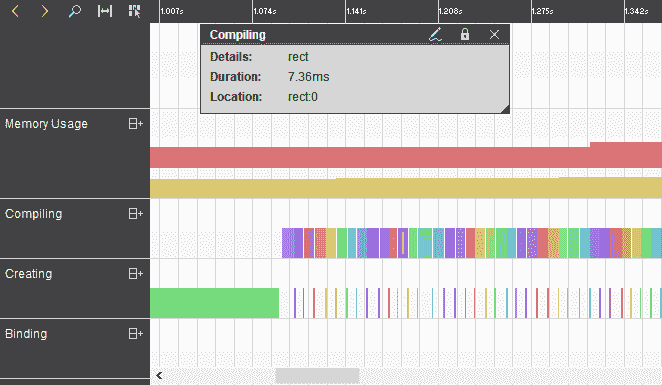 1.007s 1.074s 1.141s 1.208s 1.275s 1.342s
Compiling
Details: rect
Duration: 7.36ms
Location: rect:0
Memory Usage
Compiling
Creating
Binding